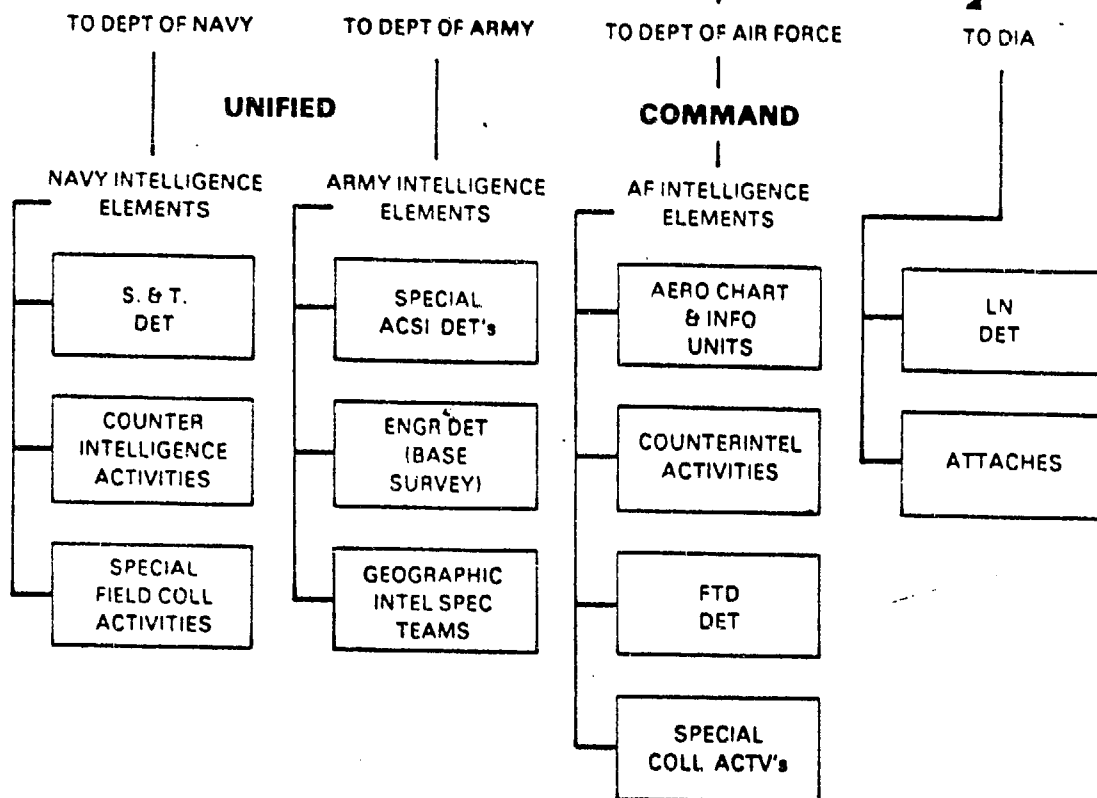 TO DEPT OF NAVY
TO DEPT OF ARMY
TO DEPT OF AIR FORCE
TO DIA
UNIFIED
COMMAND
NAVY INTELLIGENCE
ELEMENTS
S. & T.
DET
COUNTER
INTELLIGENCE
ACTIVITIES
SPECIAL
FIELD COLL
ACTIVITIES
ARMY INTELLIGENCE
ELEMENTS
SPECIAL
ACSI DET's
ENGR DET
(BASE
SURVEY)
GEOGRAPHIC
INTEL SPEC
TEAMS
AF INTELLIGENCE
ELEMENTS
AERO CHART
& INFO
UNITS
COUNTERINTEL
ACTIVITIES
FTD
DET
SPECIAL
COLL ACTV's
LN
DET
ATTACHES